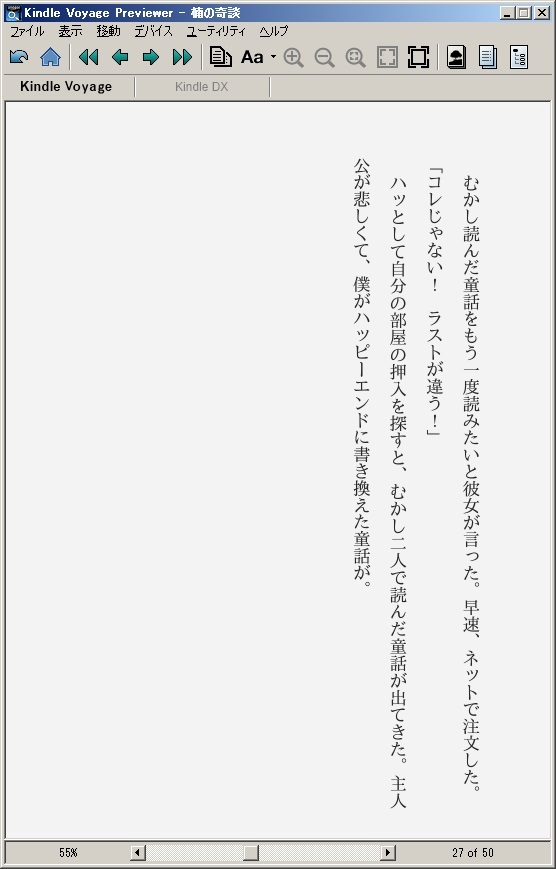 Kindle Voyage Previewer - 楠の奇談
ファイル 表示 移動 デバイス ユーティリティ ヘルプ
Aa
Kindle Voyage Kindle DX
むかし読んだ童話をもう一度読みたいと彼女が言った。早速、ネットで注文した。
「コレじゃない！　ラストが違う！」
ハッとして自分の部屋の押入を探すと、むかし二人で読んだ童話が出てきた。主人
公が悲しくて、僕がハッピーエンドに書き換えた童話が。
55% 27 of 50